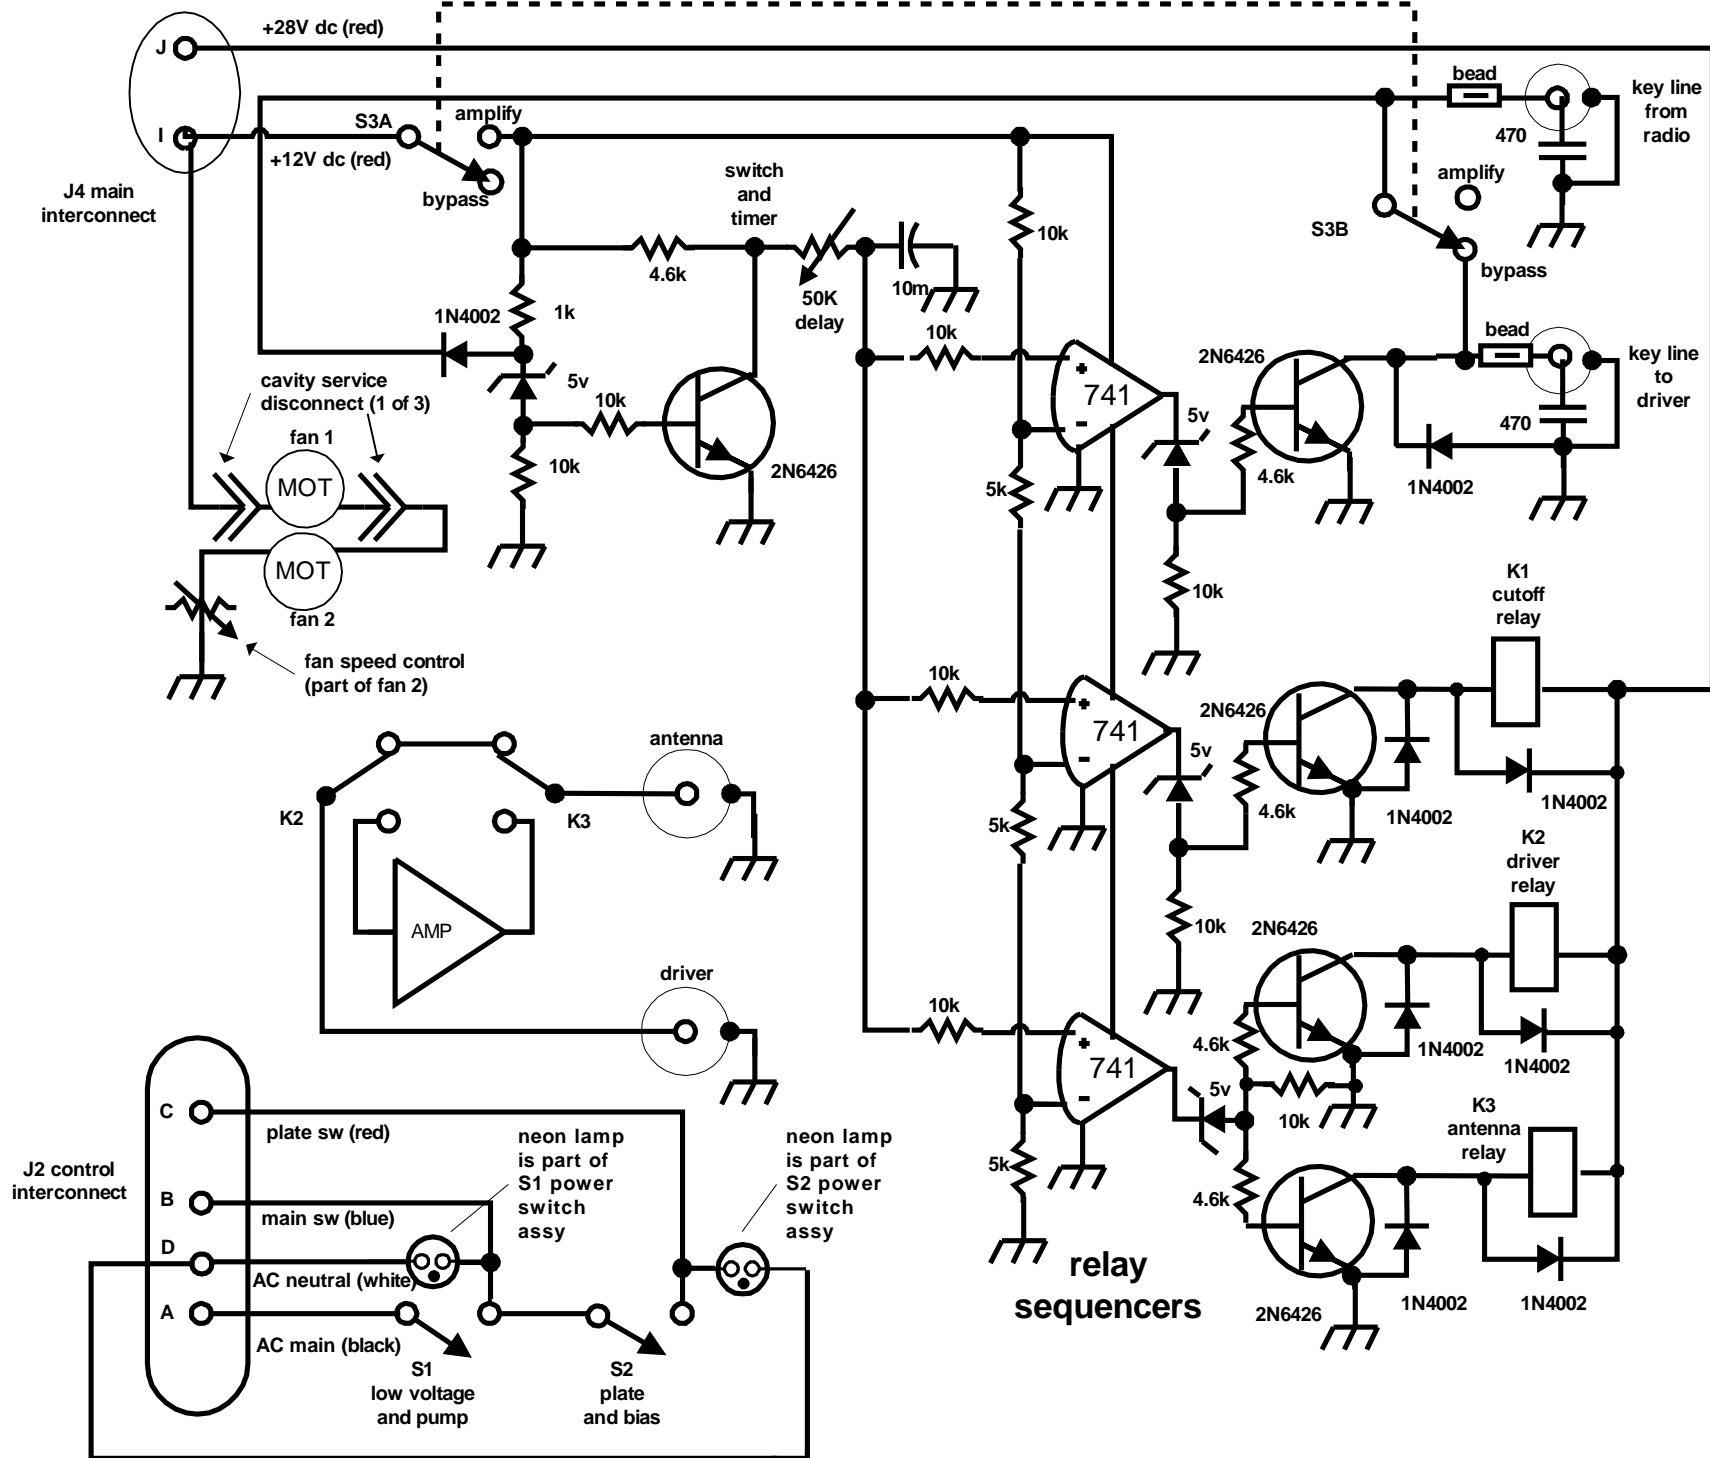 +28V dc (red)
J
bead
key line
from
radio
S3A
amplify
I
+12V dc (red)
470
J4 main
interconnect
bypass
switch
and
timer
amplify
10k
S3B
4.6k
bypass
10m
50K
delay
1N4002
1k
10k
2N6426
bead
key line
to
driver
cavity service
disconnect (1 of 3)
5v
10k
+
741
-
5v
470
fan 1
MOT
10k
2N6426
5k
4.6k
1N4002
MOT
fan 2
10k
K1
cutoff
relay
fan speed control
(part of fan 2)
10k
2N6426
antenna
+
741
-
5v
K2
K3
5k
4.6k
1N4002
1N4002
K2
driver
relay
AMP
10k
2N6426
driver
10k
4.6k
+
741
-
1N4002
1N4002
5v
10k
C
plate sw (red)
neon lamp
is part of
S1 power
switch
assy
neon lamp
is part of
S2 power
switch
assy
K3
antenna
relay
J2 control
interconnect
5k
4.6k
B
main sw (blue)
D
AC neutral (white)
relay
sequencers
A
AC main (black)
2N6426
1N4002
1N4002
S1
low voltage
and pump
S2
plate
and bias